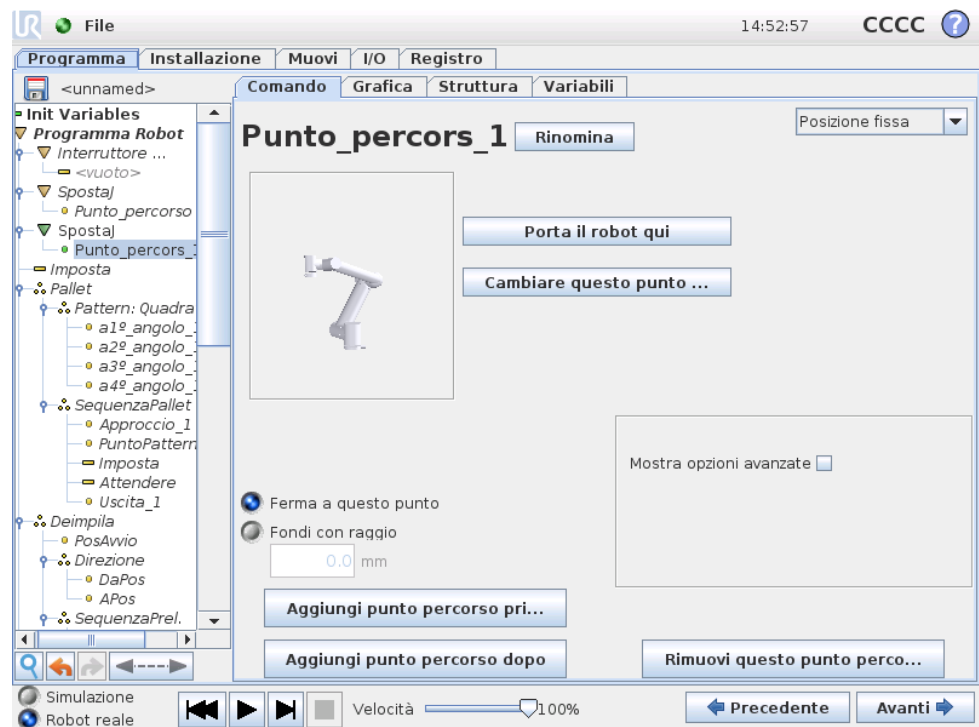 File
14:52:57
CCCC
?
Programma
Installazione
Muovi
I/O
Registro
<unnamed>
Init Variables
Programma Robot
Interruttore ...
<vuoto>
SpostaJ
Punto_percorso
SpostaJ
Punto_percors_1
Imposta
Pallet
Pattern: Quadra
a1º_angolo_1
a2º_angolo_1
a3º_angolo_1
a4º_angolo_1
SequenzaPallet
Approccio_1
PuntoPattern
Imposta
Attendere
Uscita_1
Deimpila
PosAvvio
Direzione
DaPos
APos
SequenzaPrel.
Comando
Grafica
Struttura
Variabili
Punto_percors_1
Rinomina
Posizione fissa
Porta il robot qui
Cambiare questo punto ...
Mostra opzioni avanzate
Ferma a questo punto
Fondi con raggio
0.0 mm
Aggiungi punto percorso pri...
Aggiungi punto percorso dopo
Rimuovi questo punto perco...
Simulazione
Robot reale
Velocità
100%
Precedente
Avanti